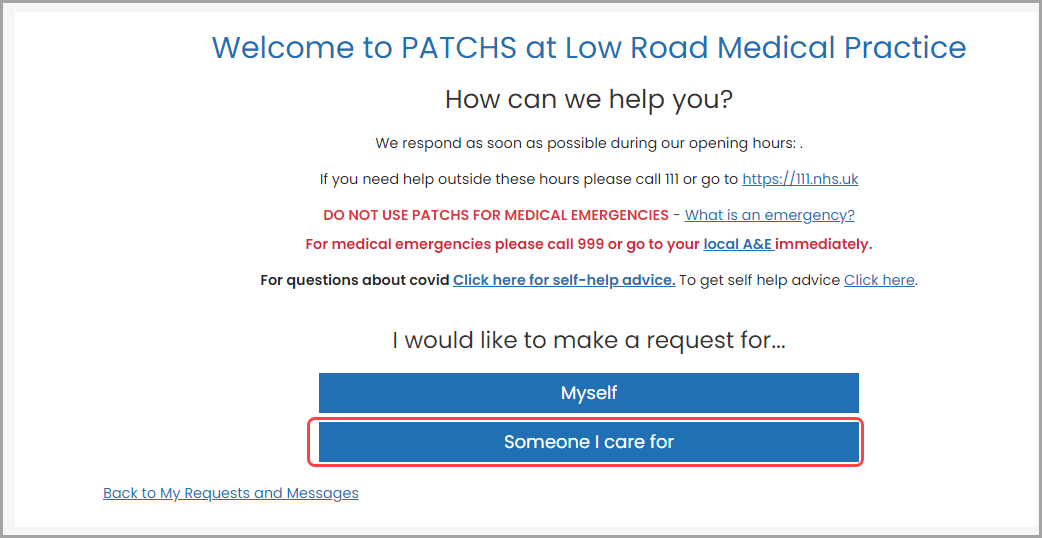 Welcome to PATCHS at Low Road Medical Practice
How can we help you?
We respond as soon as possible during our opening hours: .
If you need help outside these hours please call 111 or go to https://111.nhs.uk
DO NOT USE PATCHS FOR MEDICAL EMERGENCIES - What is an emergency?
For medical emergencies please call 999 or go to your local A&E immediately.
For questions about covid Click here for self-help advice. To get self help advice Click here.
I would like to make a request for...
Myself
Someone I care for
Back to My Requests and Messages